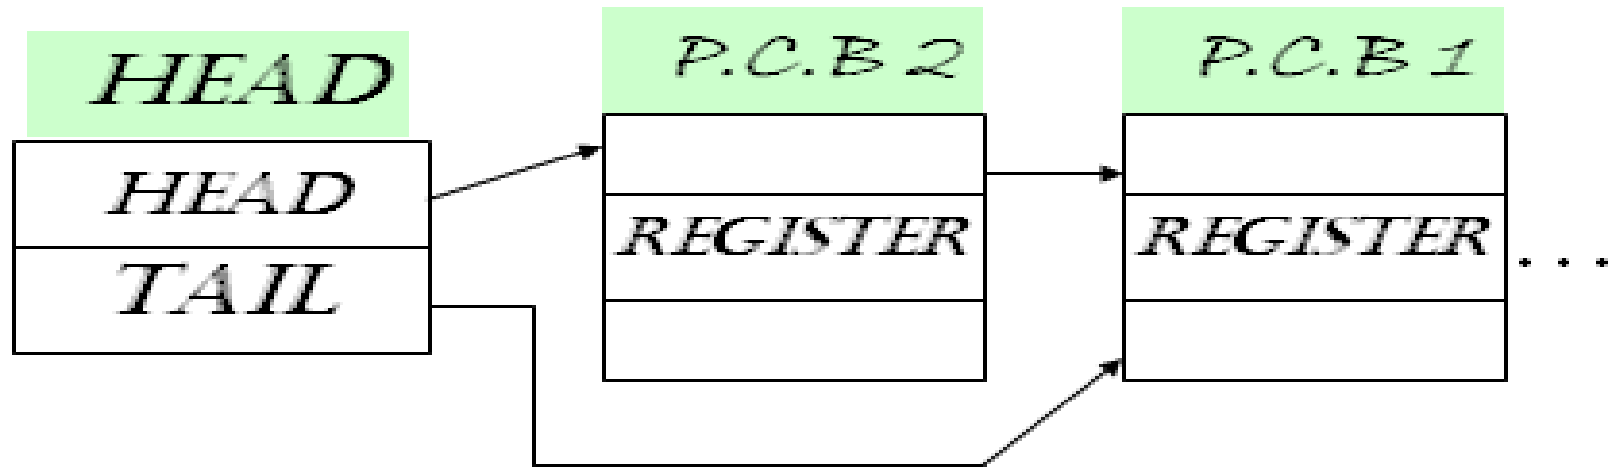 HEAD
HEAD
TAIL
P.C.B 2
REGISTER
P.C.B 1
REGISTER
. . .